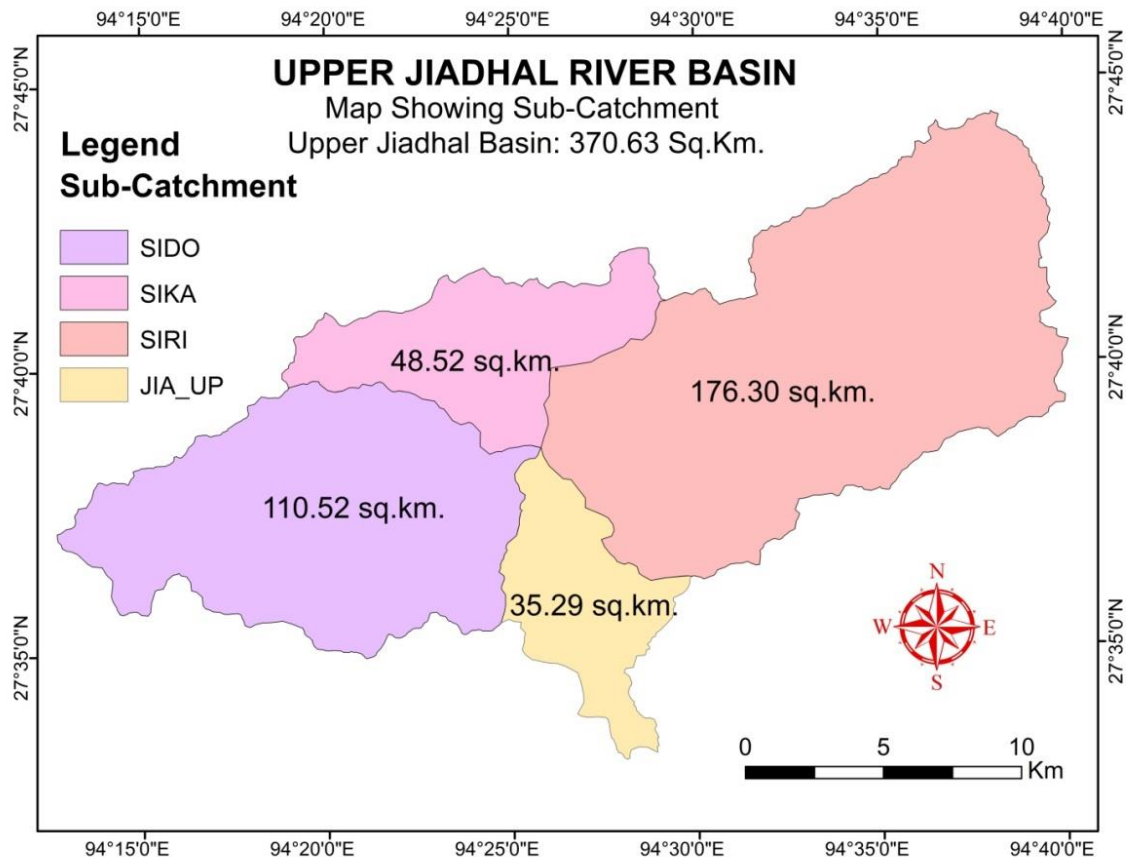 94°15'0"E 94°20'0"E 94°25'0"E 94°30'0"E 94°35'0"E 94°40'0"E
UPPER JIADHAL RIVER BASIN
Map Showing Sub-Catchment
Upper Jiadhal Basin: 370.63 Sq.Km.
27°45'0"N
27°45'0"N
Legend
Sub-Catchment
SIDO
SIKA
SIRI
JIA_UP
48.52 sq.km.
176.30 sq.km.
27°40'0"N
27°40'0"N
110.52 sq.km.
35.29 sq.km.
N
W E
S
27°35'0"N
27°35'0"N
0 5 10
Km
94°15'0"E 94°20'0"E 94°25'0"E 94°30'0"E 94°35'0"E 94°40'0"E